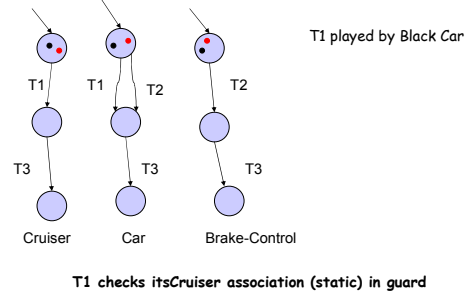 T1 played by Black Car
T1 T1 T2 T2
T3 T3 T3
Cruiser Car Brake-Control
T1 checks itsCruiser association (static) in guard